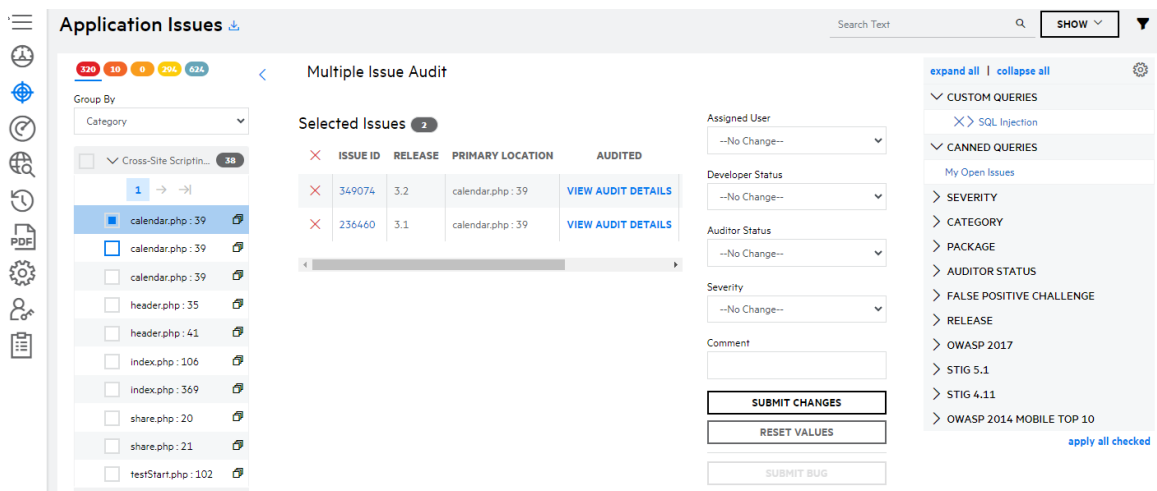 Application Issues
Search Text
SHOW
320 10 0 294 624
Group By
Category
Cross-Site Scriptin... 38
1
calendar.php : 39
calendar.php : 39
calendar.php : 39
header.php : 35
header.php : 41
index.php : 106
index.php : 369
share.php : 20
share.php : 21
testStart.php : 102
PDF
Multiple Issue Audit
Selected Issues 2
ISSUE ID RELEASE PRIMARY LOCATION AUDITED
349074 3.2 calendar.php : 39 VIEW AUDIT DETAILS
236460 3.1 calendar.php : 39 VIEW AUDIT DETAILS
Assigned User
--No Change--
Developer Status
--No Change--
Auditor Status
--No Change--
Severity
--No Change--
Comment
SUBMIT CHANGES
RESET VALUES
SUBMIT BUG
expand all | collapse all
CUSTOM QUERIES
SQL Injection
CANNED QUERIES
My Open Issues
SEVERITY
CATEGORY
PACKAGE
AUDITOR STATUS
FALSE POSITIVE CHALLENGE
RELEASE
OWASP 2017
STIG 5.1
STIG 4.11
OWASP 2014 MOBILE TOP 10
apply all checked